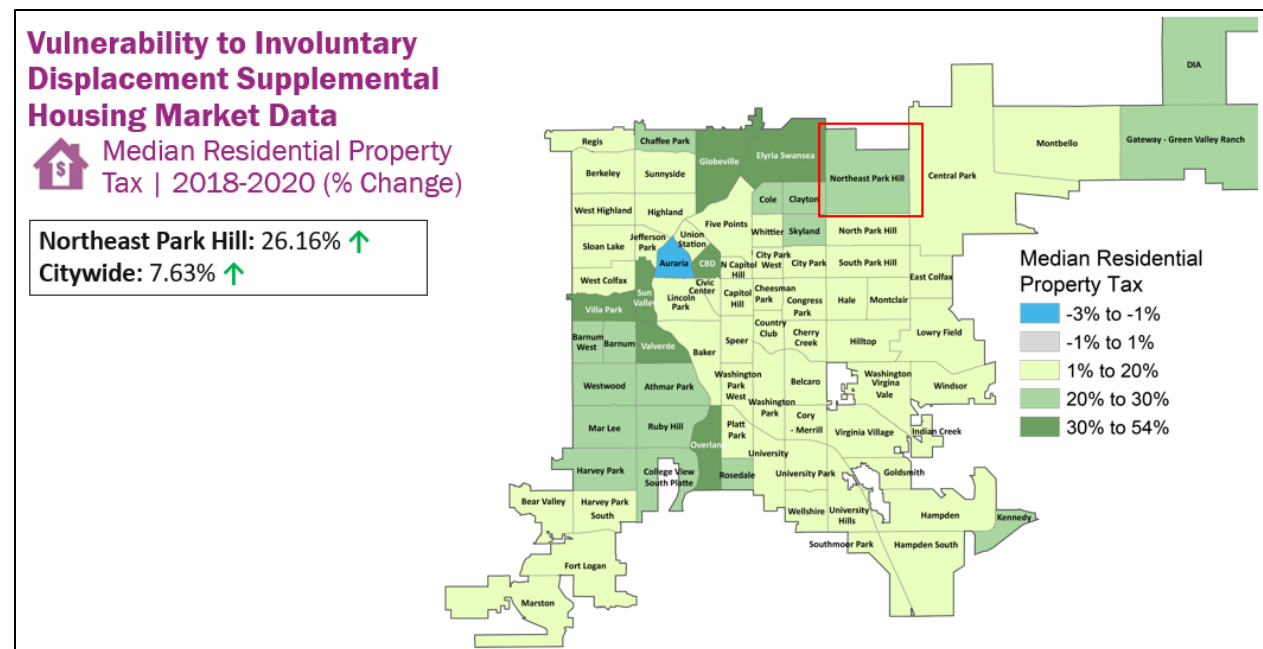 Vulnerability to Involuntary
Displacement Supplemental
Housing Market Data
$
Median Residential Property
Tax | 2018-2020 (% Change)
Northeast Park Hill: 26.16% ↑
Citywide: 7.63% ↑
DIA
Gateway - Green Valley Ranch
Montbello
Regis
Chaffee Park
Globeville
Elyria Swansea
Northeast Park Hill
Central Park
Berkeley
Sunnyside
Cole
Clayton
West Highland
Highland
Five Points
Whittier
Skyland
North Park Hill
Sloan Lake
Jefferson
Park
Union
Station
Auraria
CBD
N Capitol
Hill
City Park
West
City Park
South Park Hill
East Colfax
West Colfax
Sun
Valley
Civic
Center
Lincoln
Park
Capitol
Hill
Cheesman
Park
Congress
Park
Hale
Montclair
Villa Park
Barnum
West
Barnum
Valverde
Baker
Speer
Country
Club
Cherry
Creek
Hilltop
Lowry Field
Westwood
Athmar Park
Washington
Park
West
Washington
Park
Belcaro
Washington
Virgina
Vale
Windsor
Mar Lee
Ruby Hill
Overlan
Platt
Park
Cory
- Merrill
Virginia Village
Indian Creek
Harvey Park
College View
South Platte
Rosedale
University
University Park
Goldsmith
Bear Valley
Harvey Park
South
Wellshire
University
Hills
Hampden
Kennedy
Southmoor Park
Hampden South
Fort Logan
Marston
Median Residential
Property Tax
-3% to -1%
-1% to 1%
1% to 20%
20% to 30%
30% to 54%